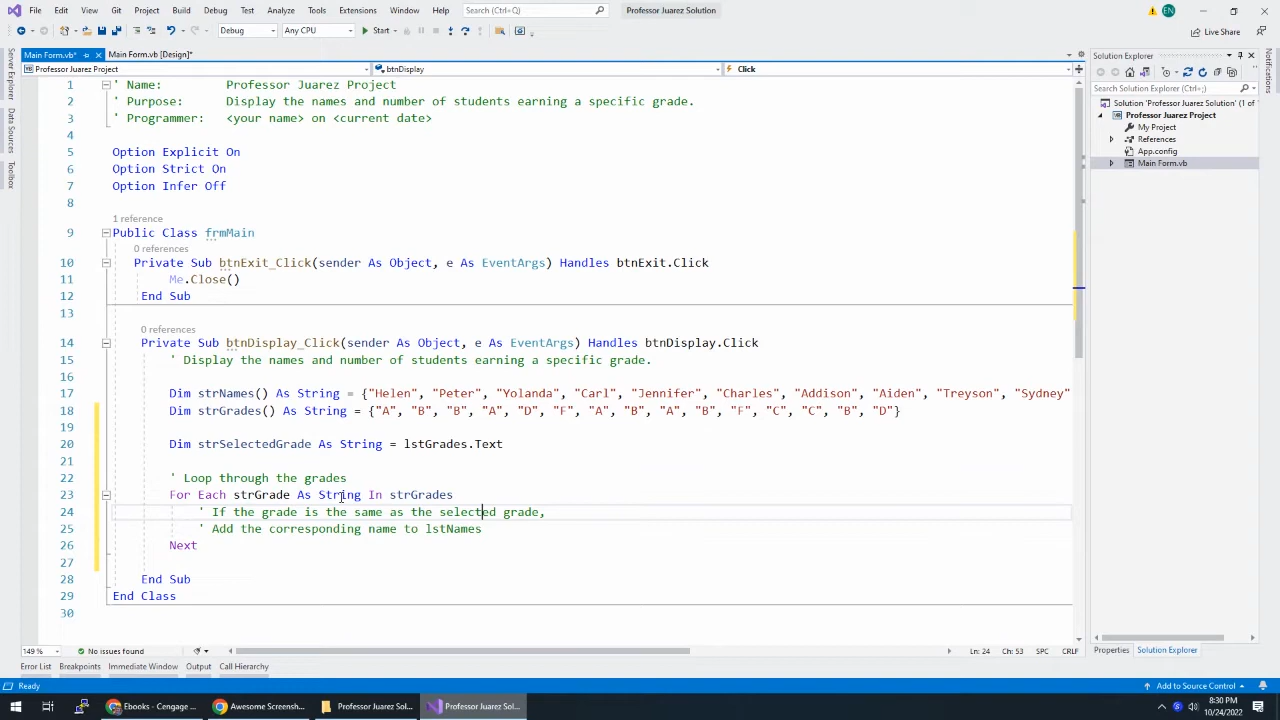 File Edit View Git Project Build Debug Test Analyze Tools Extensions Window Help Search (Ctrl+Q) Professor Juarez Solution EN
Debug Any CPU Start Live Share
Main Form.vb* Main Form.vb [Design]* Solution Explorer
Professor Juarez Project btnDisplay Click
Search Solution Explorer (Ctrl+;)
Solution 'Professor Juarez Solution' (1 of
Professor Juarez Project
My Project
References
App.config
Main Form.vb
Server Explorer
Data Sources
Toolbox
Notifications
1 ' Name: Professor Juarez Project
2 ' Purpose: Display the names and number of students earning a specific grade.
3 ' Programmer: <your name> on <current date>
4
5 Option Explicit On
6 Option Strict On
7 Option Infer Off
8
1 reference
9 Public Class frmMain
0 references
10 Private Sub btnExit_Click(sender As Object, e As EventArgs) Handles btnExit.Click
11 Me.Close()
12 End Sub
13
0 references
14 Private Sub btnDisplay_Click(sender As Object, e As EventArgs) Handles btnDisplay.Click
15 ' Display the names and number of students earning a specific grade.
16
17 Dim strNames() As String = {"Helen", "Peter", "Yolanda", "Carl", "Jennifer", "Charles", "Addison", "Aiden", "Treyson", "Sydney"
18 Dim strGrades() As String = {"A", "B", "B", "A", "D", "F", "A", "B", "A", "B", "F", "C", "C", "B", "D"}
19
20 Dim strSelectedGrade As String = lstGrades.Text
21
22 ' Loop through the grades
23 For Each strGrade As String In strGrades
24 ' If the grade is the same as the selected grade,
25 ' Add the corresponding name to lstNames
26 Next
27
28 End Sub
29 End Class
30
149 % No issues found Ln: 24 Ch: 53 SPC CRLF
Properties Solution Explorer
Error List Breakpoints Immediate Window Output Call Hierarchy
Ready Add to Source Control
Ebooks - Cengage ... Awesome Screensh... Professor Juarez Sol... Professor Juarez Sol...
8:30 PM
10/24/2022